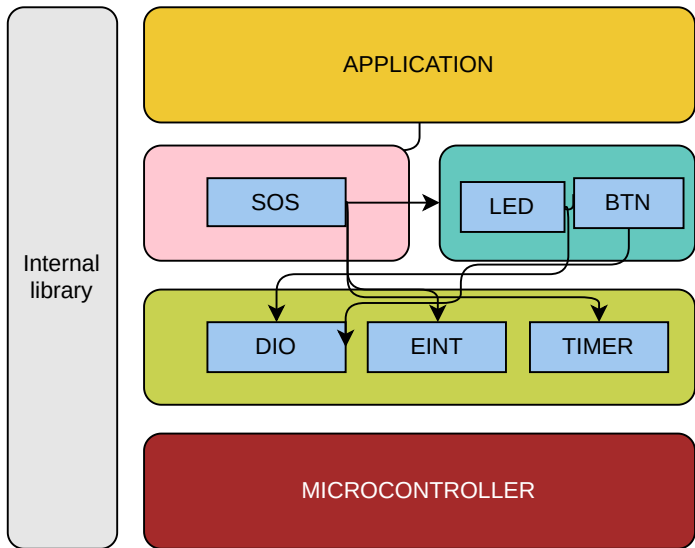 APPLICATION
SOS
LED
BTN
Internal
library
DIO
EINT
TIMER
MICROCONTROLLER